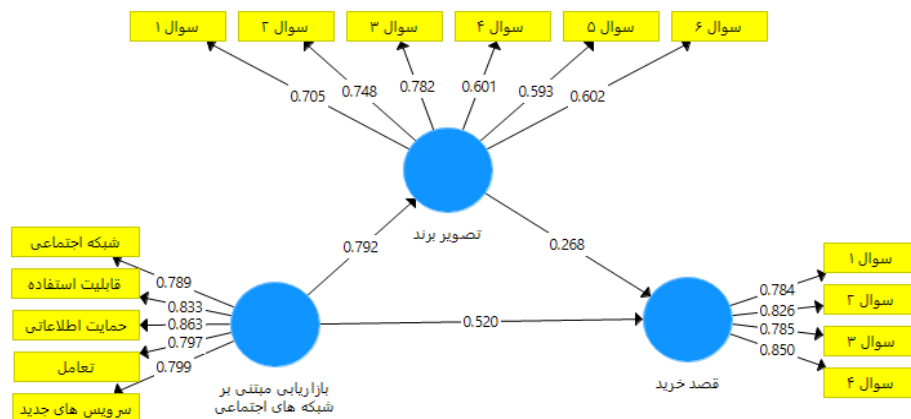 سوال ۱
سوال ۲
سوال ۳
سوال ۴
سوال ۵
سوال ۶
0.705
0.748
0.782
0.601
0.593
0.602
تصویر برند
0.792
0.268
شبکه اجتماعی
قابلیت استفاده
حمایت اطلاعاتی
تعامل
سرویس های جدید
0.789
0.833
0.863
0.797
0.799
بازاریابی مبتنی بر
شبکه های اجتماعی
0.520
قصد خرید
0.784
0.826
0.785
0.850
سوال ۱
سوال ۲
سوال ۳
سوال ۴